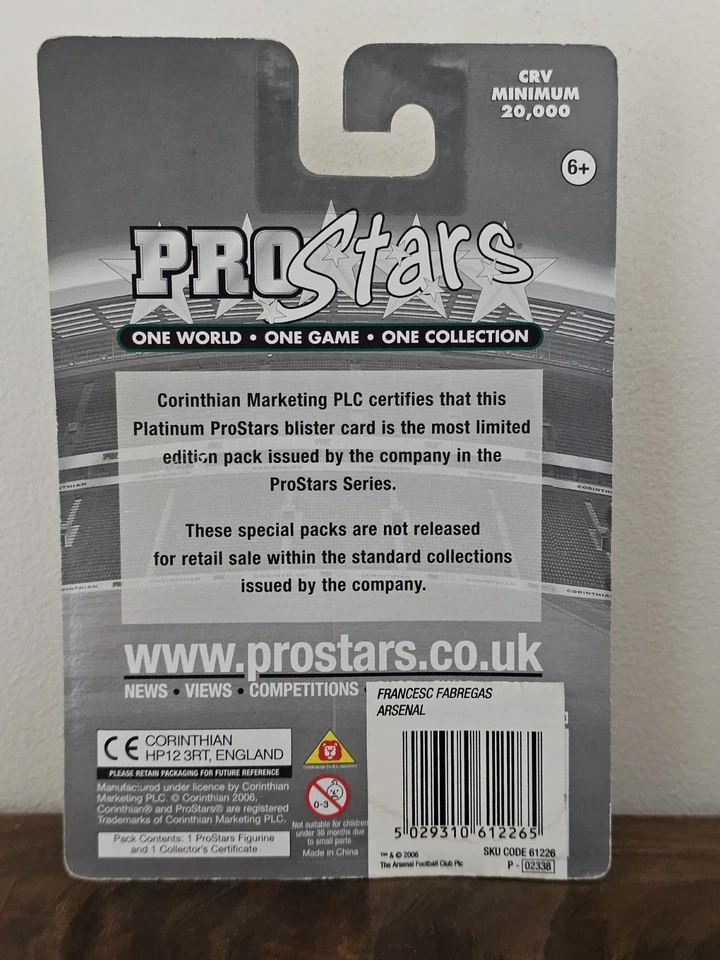 CRV
MINIMUM
20,000
6+
PROStars
ONE WORLD • ONE GAME • ONE COLLECTION
Corinthian Marketing PLC certifies that this
Platinum ProStars blister card is the most limited
edition pack issued by the company in the
ProStars Series.
These special packs are not released
for retail sale within the standard collections
issued by the company.
www.prostars.co.uk
NEWS • VIEWS • COMPETITIONS
CE CORINTHIAN
HP12 3RT, ENGLAND
PLEASE RETAIN PACKAGING FOR FUTURE REFERENCE
Manufactured under licence by Corinthian
Marketing PLC. © Corinthian 2006.
Corinthian® and ProStars® are registered
Trademarks of Corinthian Marketing PLC.
Pack Contents: 1 ProStars Figurine
and 1 Collector's Certificate
0-3
Not suitable for children
under 36 months due
to small parts.
Made in China
FRANCESC FABREGAS
ARSENAL
5 029310 612265
SKU CODE 61226
P - 02338
™ & © 2006
The Arsenal Football Club Plc